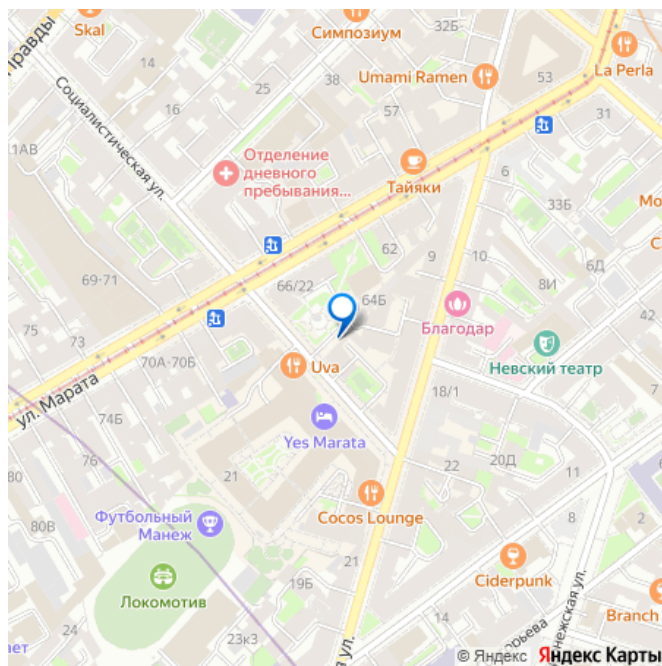 Правды
Skal
14
Симпозиум
32Б
La Perla
Umami Ramen
53
38
25
57
31
16
Социалистическая ул.
Отделение
дневного
пребывания...
Тайяки
6
33Б
62
9
10
6Д
8И
69-71
66/22
64Б
Благодар
Невский театр
75
73
70А-70Б
Uva
ул. Марата
18/1
74Б
Yes Marata
76
21
22
20Д
11
80
80В
Футбольный
Манеж
Cocos Lounge
8
2
21
Ciderpunk
Локомотив
19Б
Branch
24
23к3
ул.
© Яндекс
Яндекс Карты